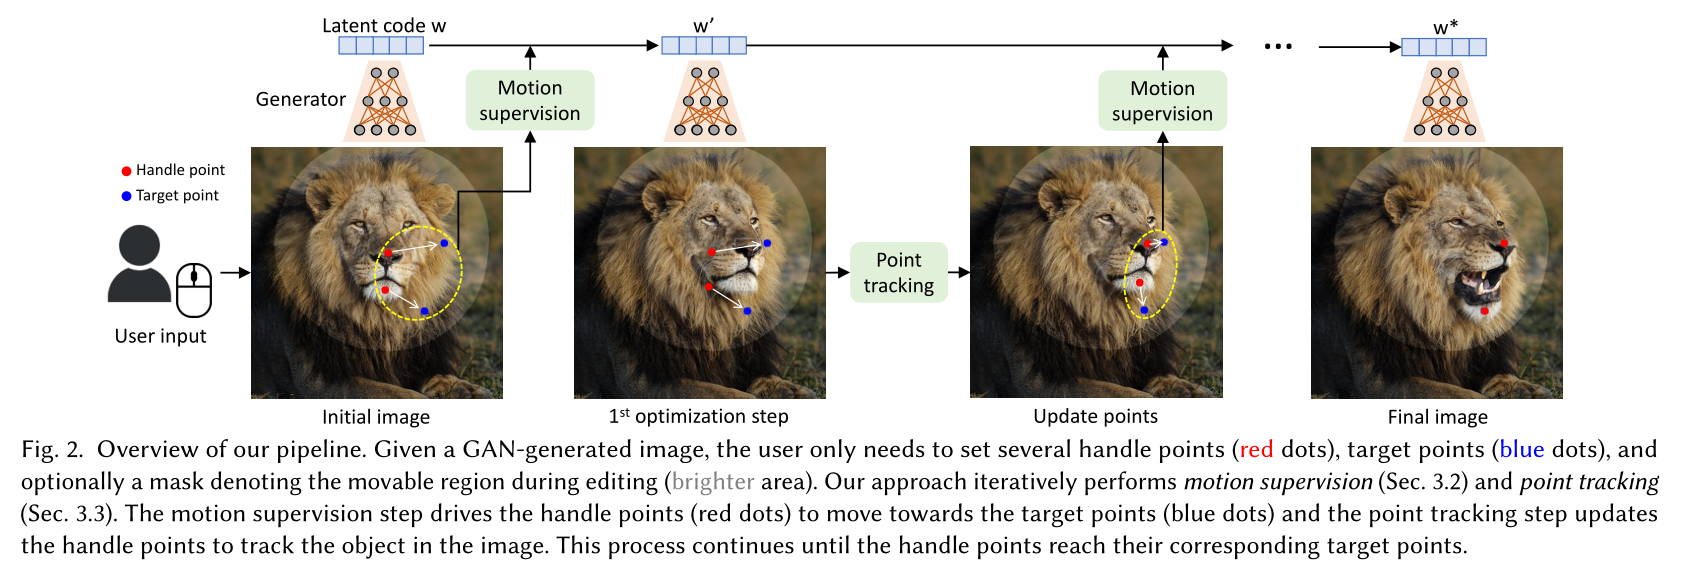 Latent code w
w’
w*
Generator
Motion
supervision
Motion
supervision
Handle point
Target point
Point
tracking
User input
Initial image
1st optimization step
Update points
Final image
Fig. 2. Overview of our pipeline. Given a GAN-generated image, the user only needs to set several handle points (red dots), target points (blue dots), and
optionally a mask denoting the movable region during editing (brighter area). Our approach iteratively performs motion supervision (Sec. 3.2) and point tracking
(Sec. 3.3). The motion supervision step drives the handle points (red dots) to move towards the target points (blue dots) and the point tracking step updates
the handle points to track the object in the image. This process continues until the handle points reach their corresponding target points.